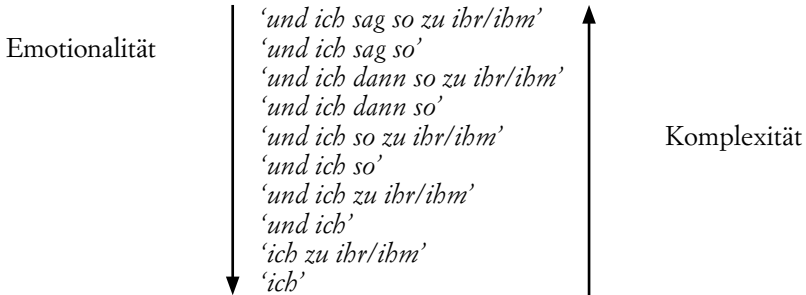 ‘und ich sag so zu ihr/ihm’
Emotionalität
‘und ich sag so’
‘und ich dann so zu ihr/ihm’
‘und ich dann so’
‘und ich so zu ihr/ihm’
Komplexität
‘und ich so’
‘und ich zu ihr/ihm’
‘und ich’
‘ich zu ihr/ihm’
‘ich’